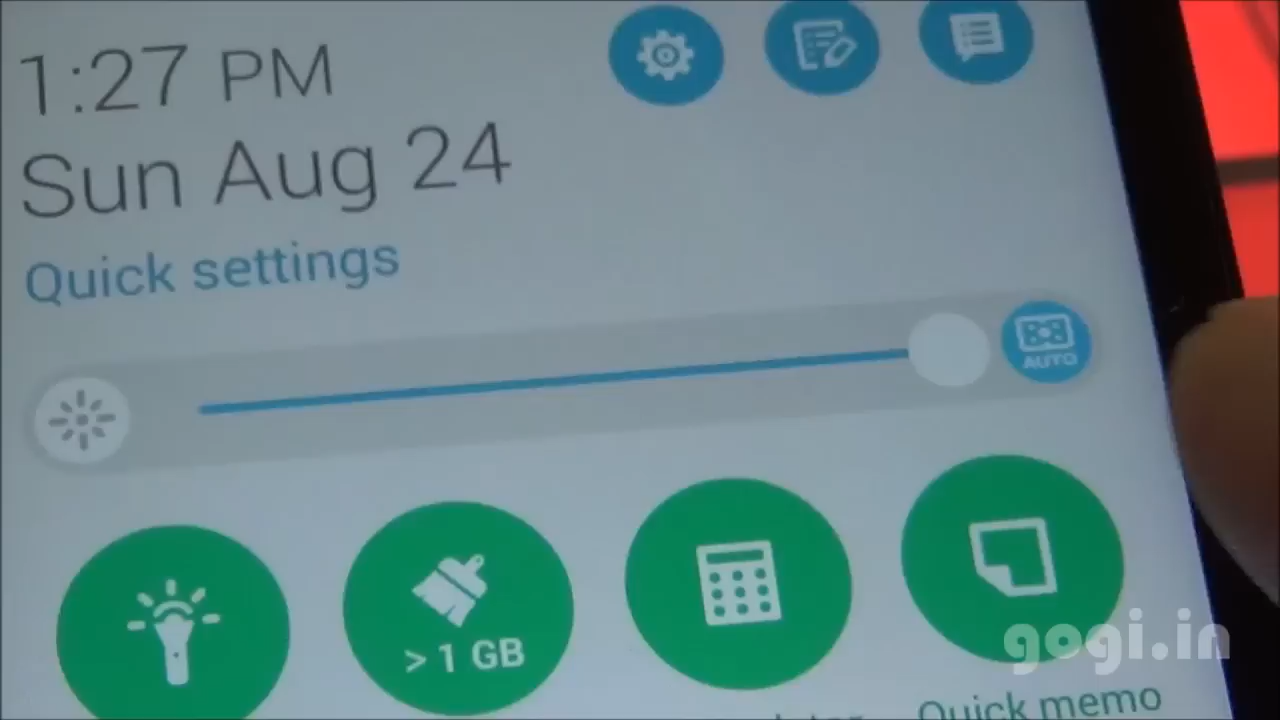 1:27 PM
Sun Aug 24
Quick settings
AUTO
> 1 GB
Quick memo
gogi.in